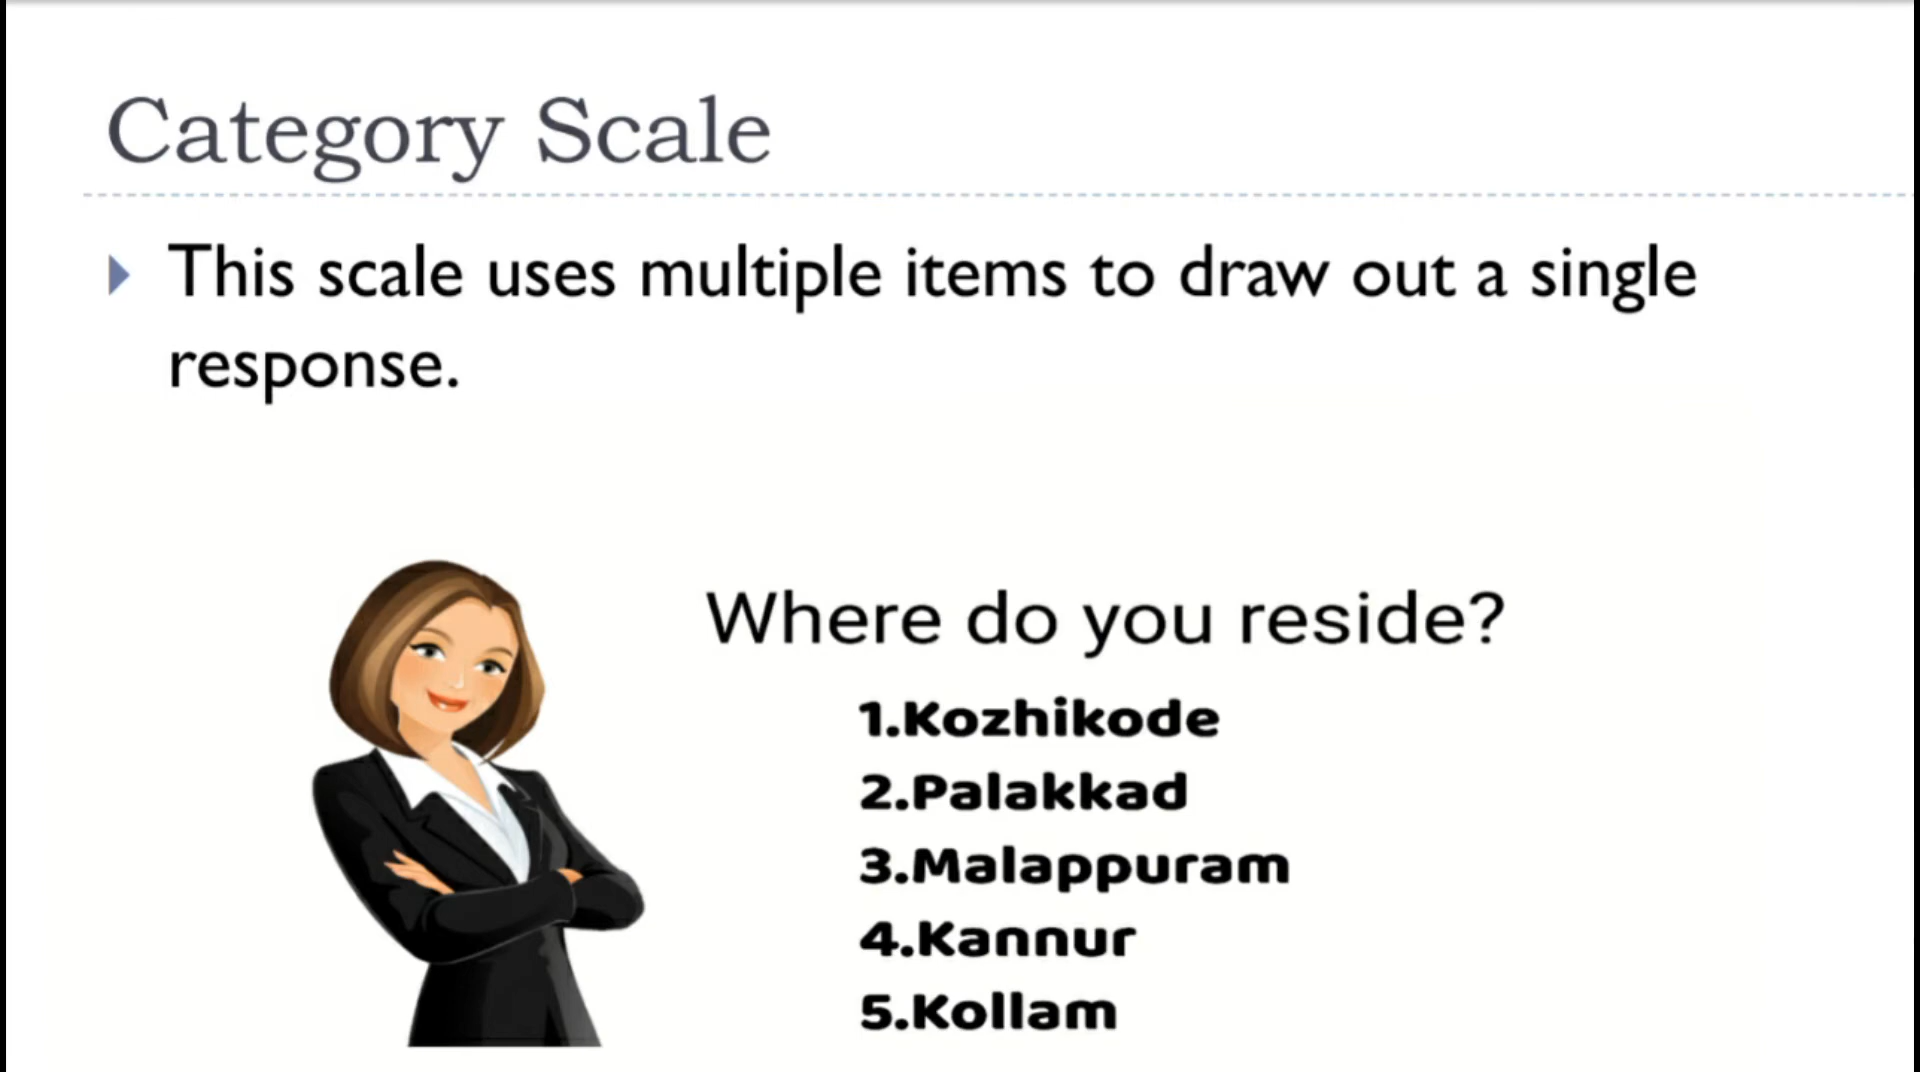 Category Scale
This scale uses multiple items to draw out a single
response.
Where do you reside?
1.Kozhikode
2.Palakkad
3.Malappuram
4.Kannur
5.Kollam